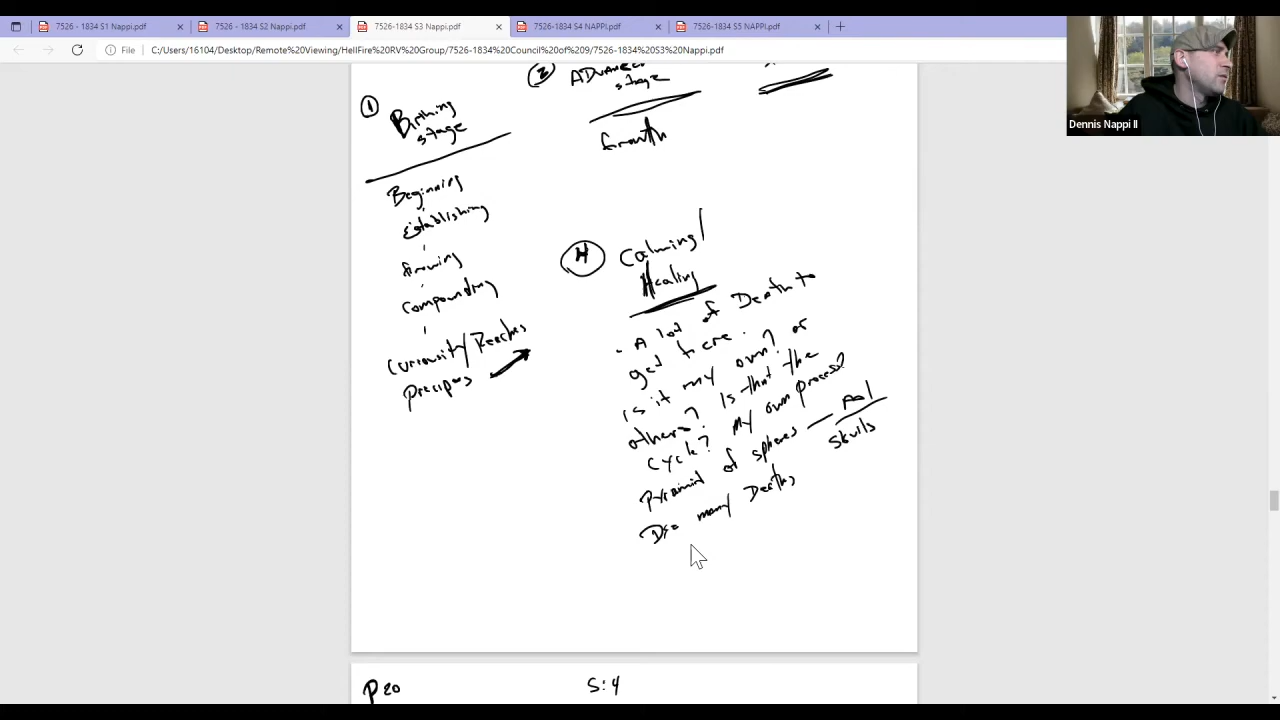 7526 - 1834 S1 Nappi.pdf
7526 - 1834 S2 Nappi.pdf
7526-1834 S3 Nappi.pdf
7526-1834 S4 NAPPI.pdf
7526-1834 S5 NAPPI.pdf
File
C:/Users/16104/Desktop/Remote%20Viewing/HellFire%20RV%20Group/7526-1834%20Council%20of%209/7526-1834%20S3%20Nappi.pdf
Dennis Nappi II
1 Birthing
stage
Beginning
Establishing
Growing
Compounding
Curiousity/Reaches
Precipus
2 ADvanced
stage
Growth
4 Calming/
Healing
- A lot of Death to
get there.
is it my own? or
others? Is that the
cycle? My own process?
Pyramid of spheres - AOL
Skulls
Die many Deaths
P20
S:4